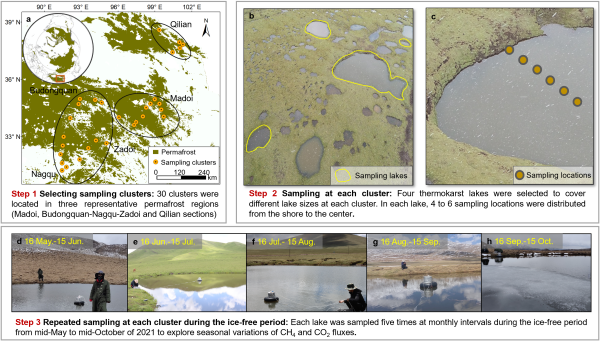 90° E 93° E 96° E 99° E 102° E
39° N
36° N
33° N
a
Qilian
N
Budongquan
Madoi
Zadoi
Nagqu
Permafrost
Sampling clusters
0 120 240
km
Step 1 Selecting sampling clusters: 30 clusters were
located in three representative permafrost regions
(Madoi, Budongquan-Nagqu-Zadoi and Qilian sections)
b
Sampling lakes
c
Sampling locations
Step 2 Sampling at each cluster: Four thermokarst lakes were selected to cover
different lake sizes at each cluster. In each lake, 4 to 6 sampling locations were distributed
from the shore to the center.
d
16 May.-15 Jun.
e
16 Jun.-15 Jul.
f
16 Jul.-15 Aug.
g
16 Aug.-15 Sep.
h
16 Sep.-15 Oct.
Step 3 Repeated sampling at each cluster during the ice-free period: Each lake was sampled five times at monthly intervals during the ice-free period
from mid-May to mid-October of 2021 to explore seasonal variations of CH4 and CO2 fluxes.